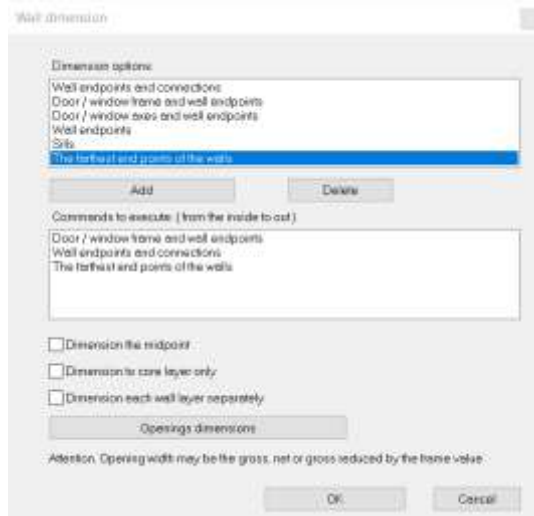 Wall dimension
Dimension options:
Wall endpoints and connections
Door / window frame and wall endpoints
Door / window axes and wall endpoints
Wall endpoints
Sills
The farthest end points of the walls
Add
Delete
Commands to execute: (from the inside to out)
Door / window frame and wall endpoints
Wall endpoints and connections
The farthest end points of the walls
Dimension the midpoint
Dimension to core layer only
Dimension each wall layer separately
Openings dimensions
Attention. Opening width may be the gross, net or gross reduced by the frame value
OK
Cancel